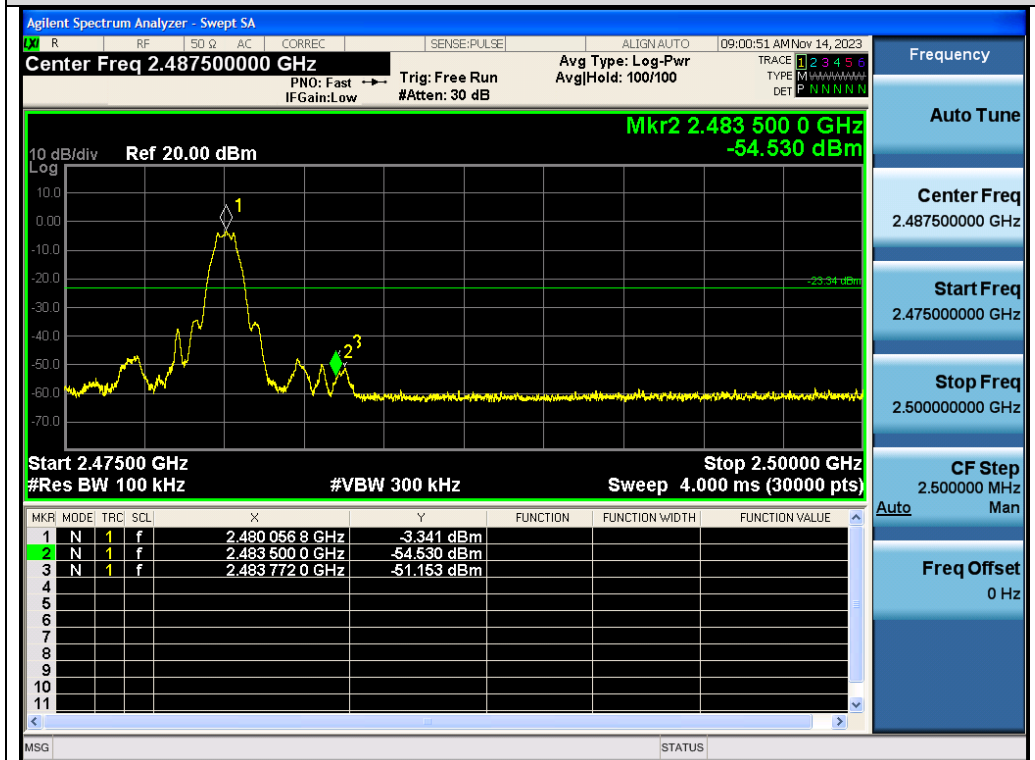 Agilent Spectrum Analyzer - Swept SA
LXI R RF 50 Ω AC CORREC SENSE:PULSE ALIGN AUTO 09:00:51 AM Nov 14, 2023
Center Freq 2.487500000 GHz
PNO: Fast
IFGain:Low
Trig: Free Run
#Atten: 30 dB
Avg Type: Log-Pwr
Avg|Hold: 100/100
TRACE 1 2 3 4 5 6
TYPE M WWWWW
DET P N N N N N
Mkr2 2.483 500 0 GHz
-54.530 dBm
10 dB/div Ref 20.00 dBm
Log
10.0
0.00
-10.0
-20.0
-30.0
-40.0
-50.0
-60.0
-70.0
1
-23.34 dBm
2
3
Start 2.47500 GHz Stop 2.50000 GHz
#Res BW 100 kHz #VBW 300 kHz Sweep 4.000 ms (30000 pts)
MKR MODE TRC SCL X Y FUNCTION FUNCTION WIDTH FUNCTION VALUE
1 N 1 f 2.480 056 8 GHz -3.341 dBm
2 N 1 f 2.483 500 0 GHz -54.530 dBm
3 N 1 f 2.483 772 0 GHz -51.153 dBm
4
5
6
7
8
9
10
11
MSG STATUS
Frequency
Auto Tune
Center Freq
2.487500000 GHz
Start Freq
2.475000000 GHz
Stop Freq
2.500000000 GHz
CF Step
2.500000 MHz
Auto Man
Freq Offset
0 Hz